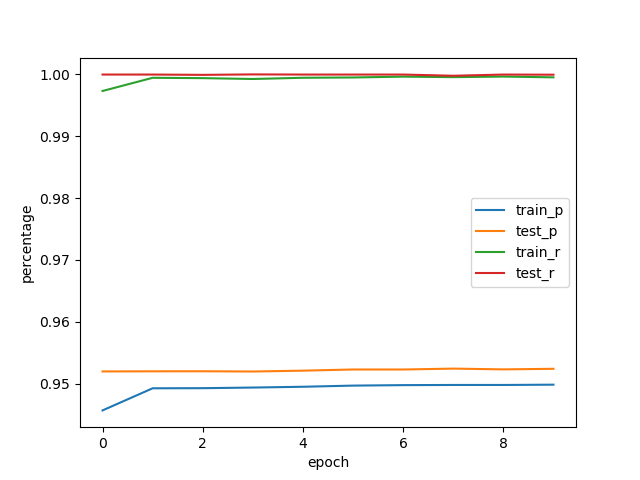 1.00
0.99
0.98
0.97
0.96
0.95
percentage
train_p
test_p
train_r
test_r
0 2 4 6 8
epoch